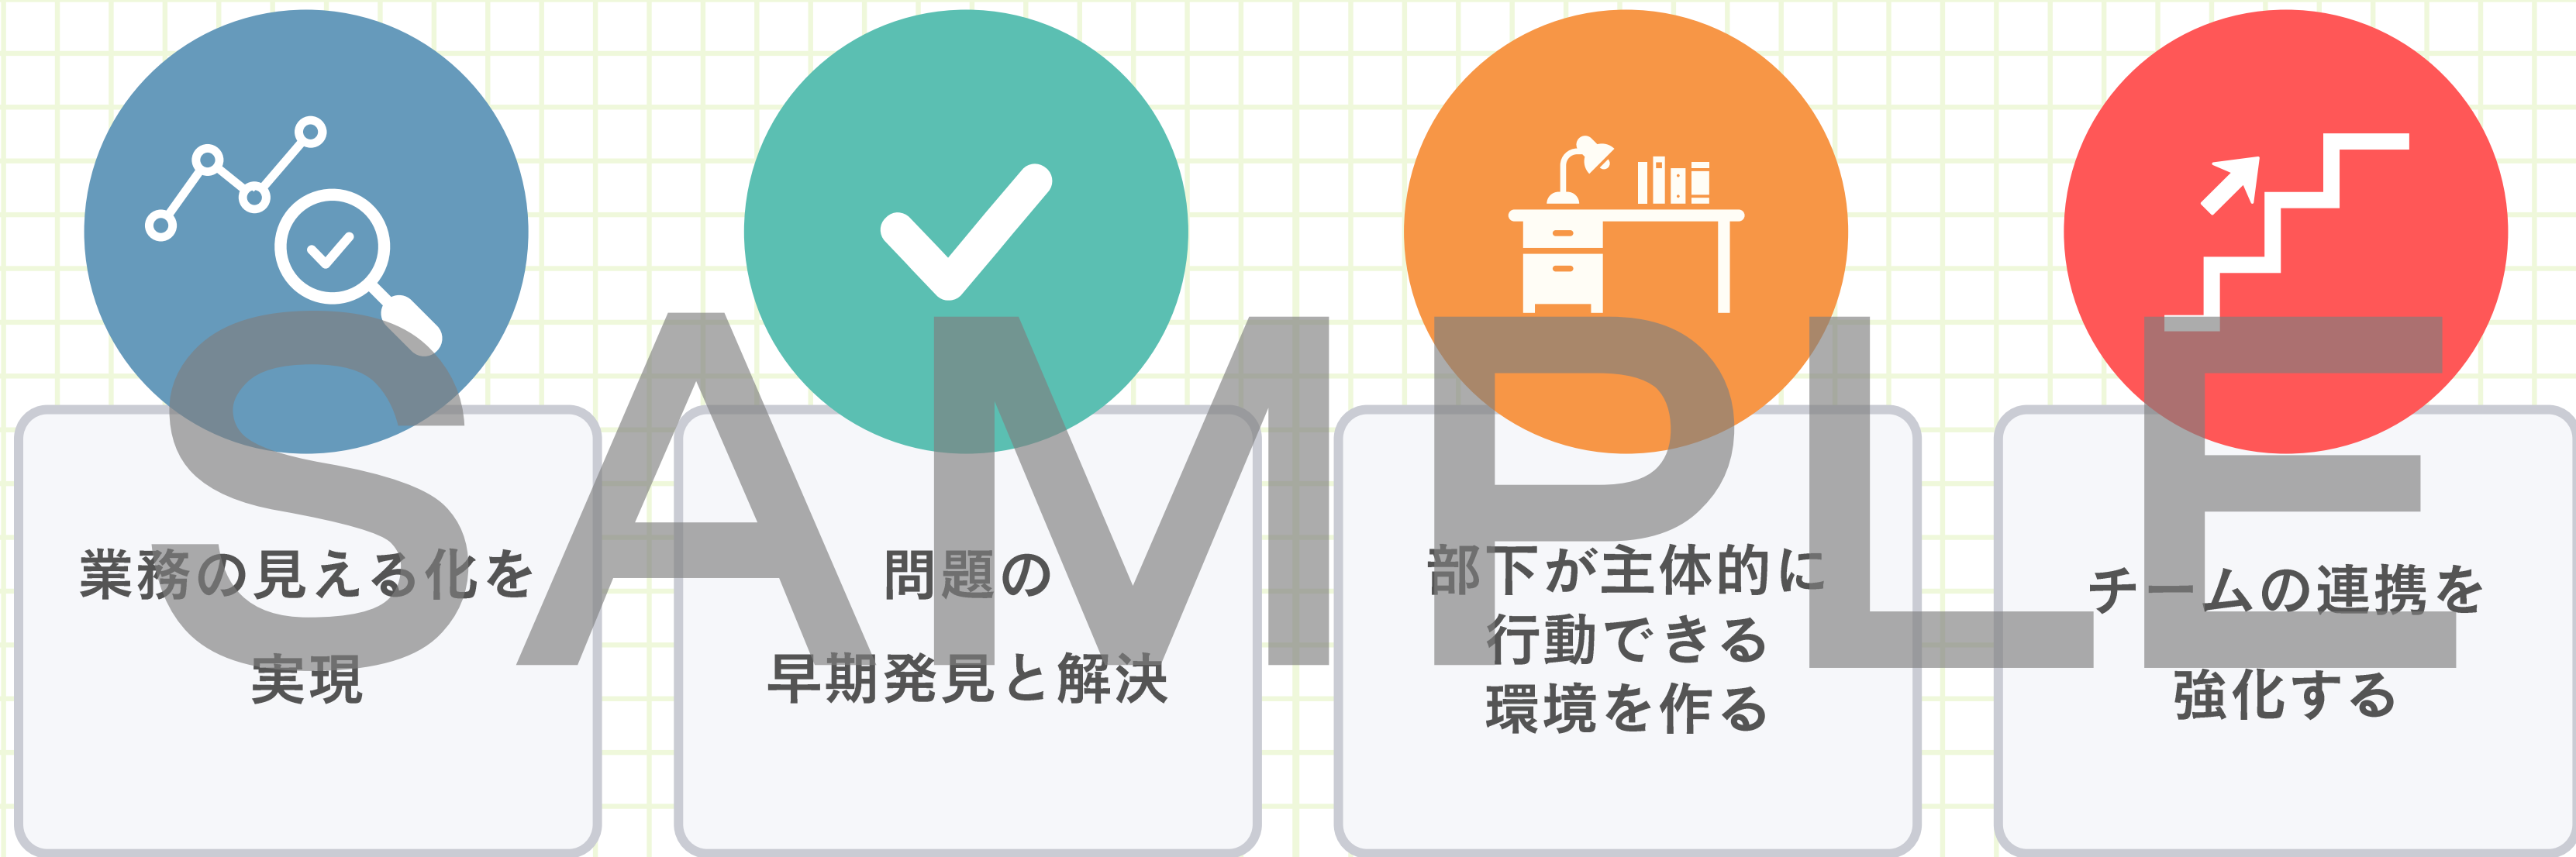 業務の見える化を
実現
問題の
早期発見と解決
部下が主体的に
行動できる
環境を作る
チームの連携を
強化する
SAMPLE